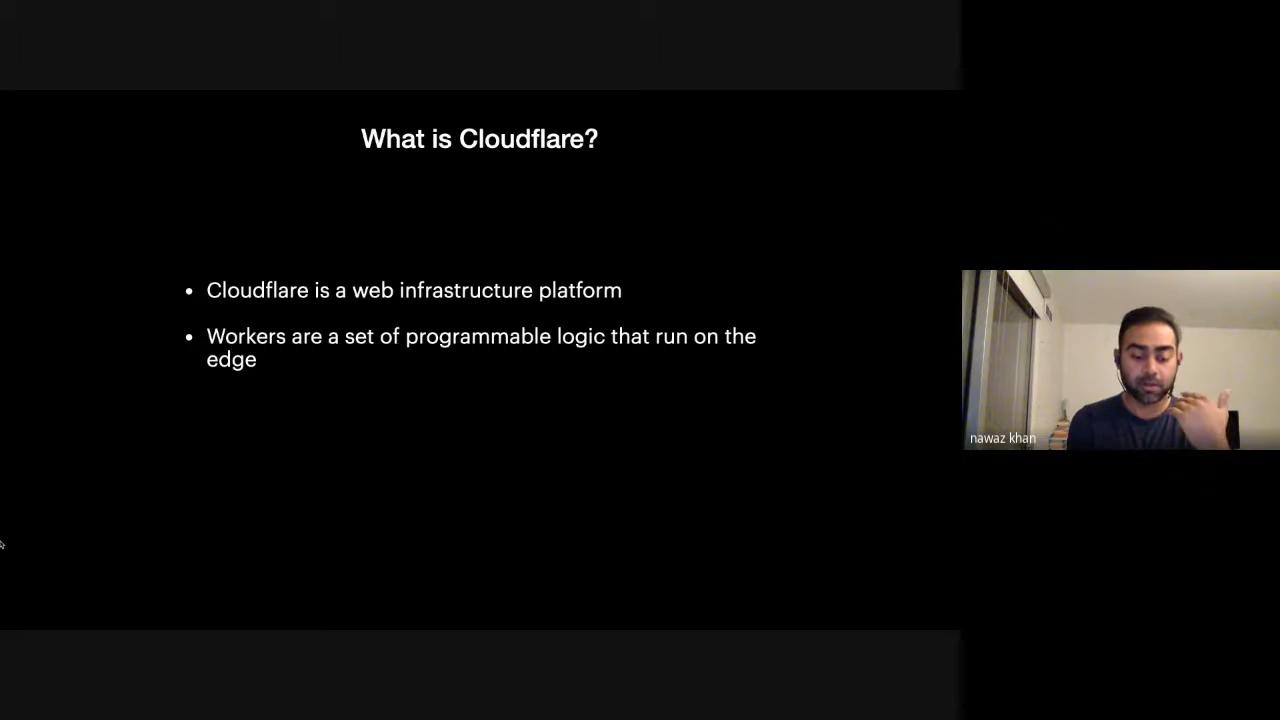 What is Cloudflare?
• Cloudflare is a web infrastructure platform
• Workers are a set of programmable logic that run on the
edge
nawaz khan